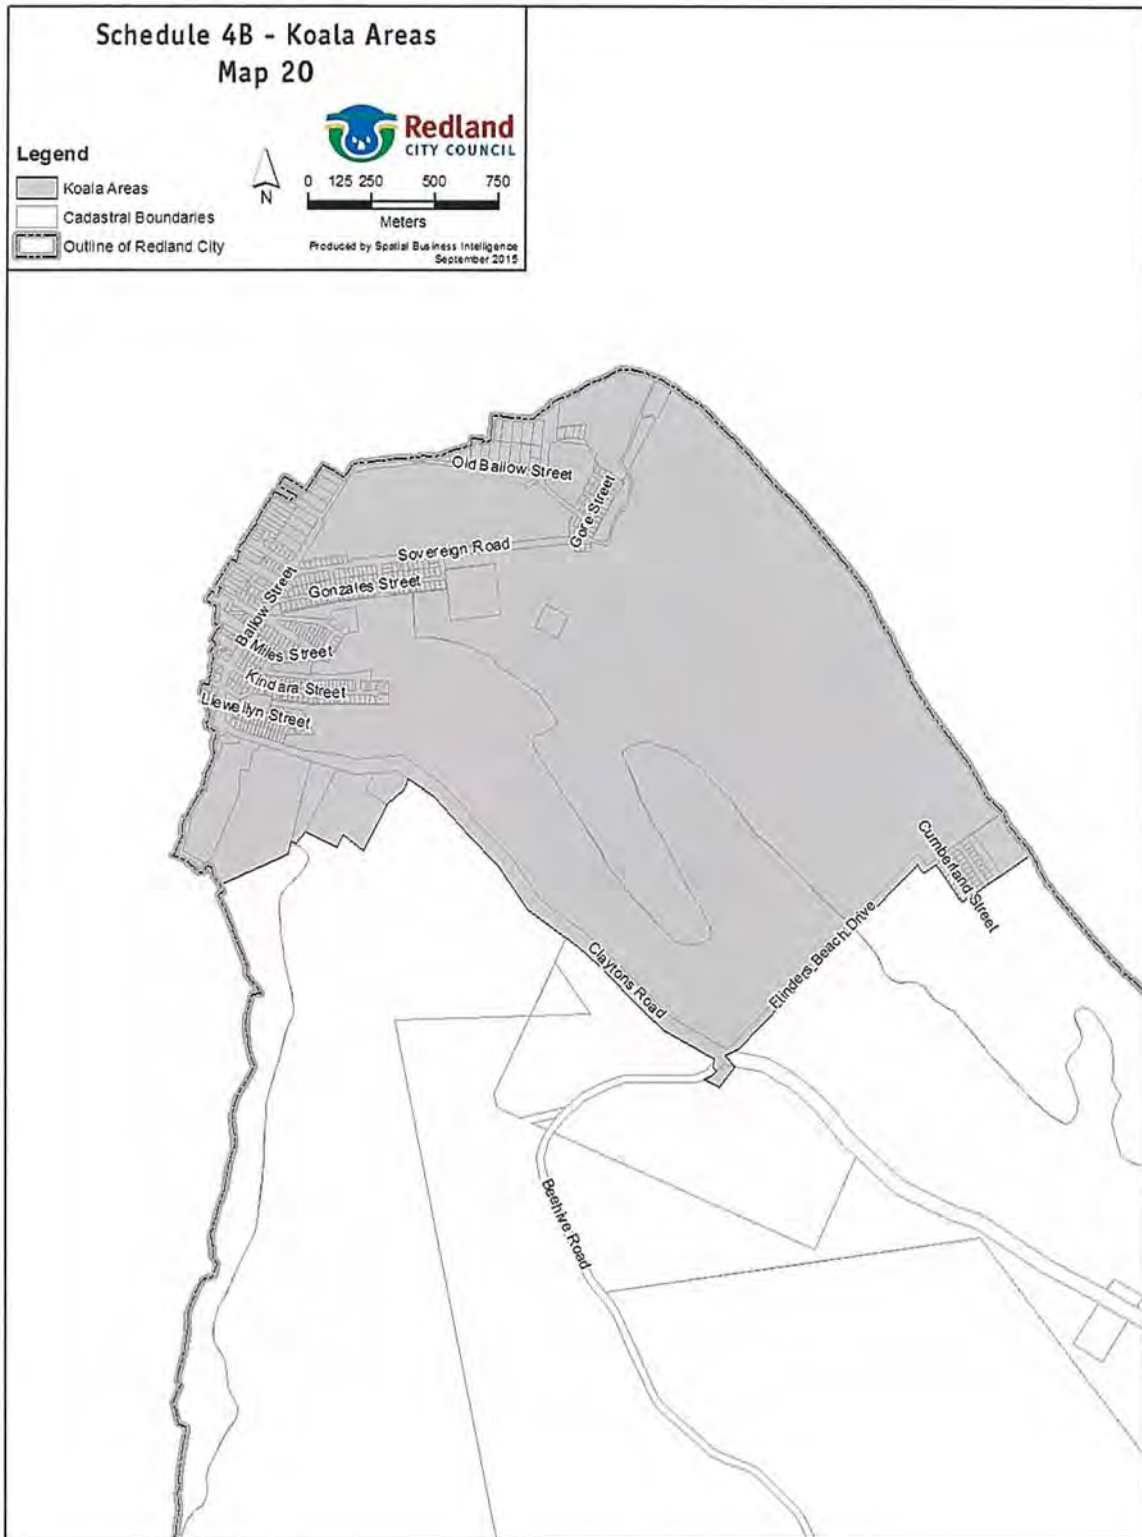 Schedule 4B - Koala Areas
Map 20
Redland
CITY COUNCIL
Legend
Koala Areas
Cadastral Boundaries
Outline of Redland City
N
0 125 250 500 750
Meters
Produced by Spatial Business Intelligence
September 2015
Old Ballow Street
Gore Street
Sovereign Road
Gonzales Street
Ballow Street
Miles Street
Kindara Street
Llewellyn Street
Cumberland Street
Flinders Beach Drive
Claytons Road
Beehive Road